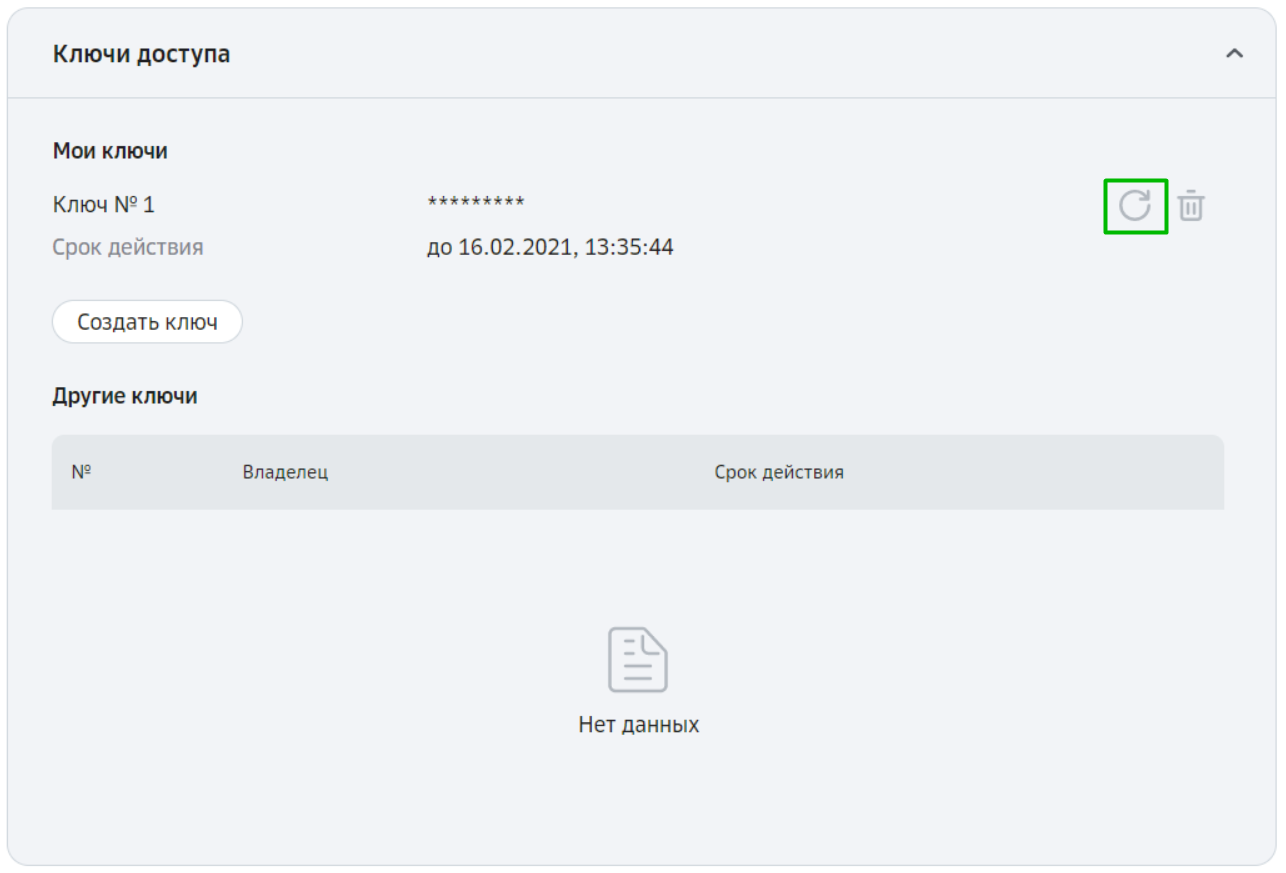 Ключи доступа
Мои ключи
Ключ № 1 *********
Срок действия до 16.02.2021, 13:35:44
Создать ключ
Другие ключи
№ Владелец Срок действия
Нет данных